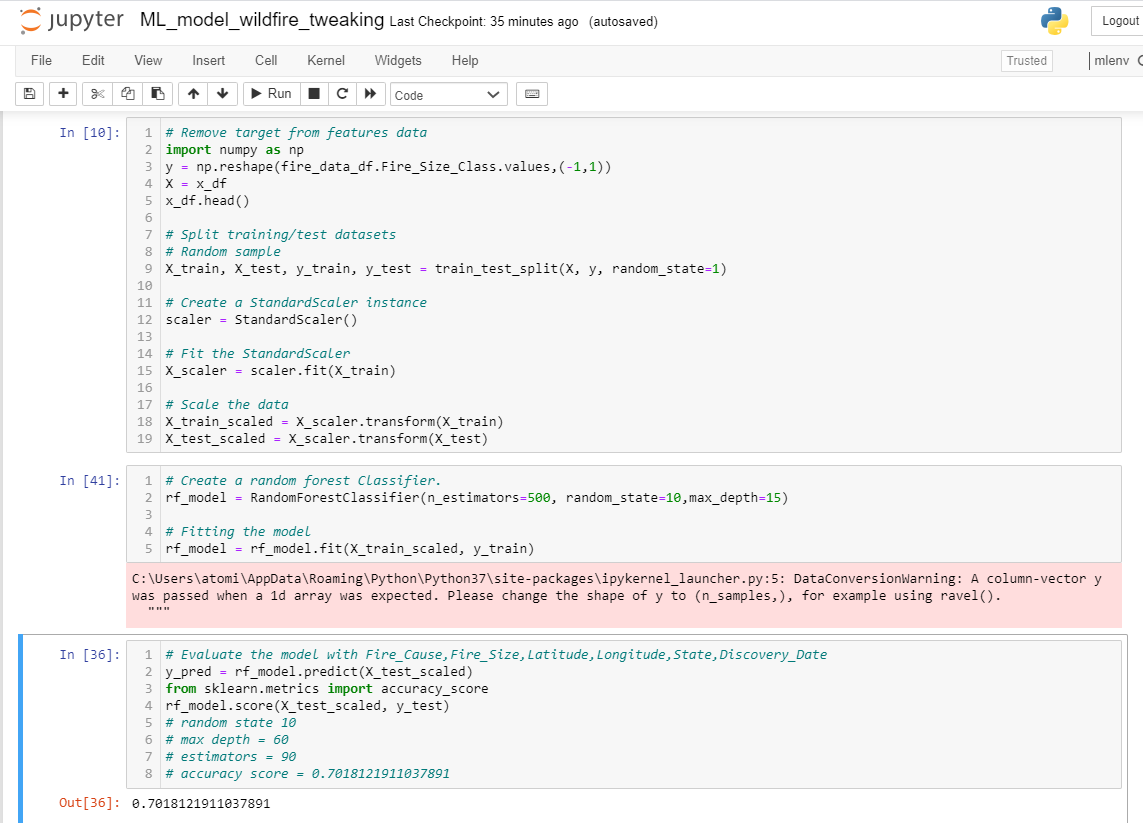 jupyter ML_model_wildfire_tweaking Last Checkpoint: 35 minutes ago (autosaved) Logout
File Edit View Insert Cell Kernel Widgets Help Trusted mlenv
Run Code
In [10]:
1 # Remove target from features data
2 import numpy as np
3 y = np.reshape(fire_data_df.Fire_Size_Class.values,(-1,1))
4 X = x_df
5 x_df.head()
6
7 # Split training/test datasets
8 # Random sample
9 X_train, X_test, y_train, y_test = train_test_split(X, y, random_state=1)
10
11 # Create a StandardScaler instance
12 scaler = StandardScaler()
13
14 # Fit the StandardScaler
15 X_scaler = scaler.fit(X_train)
16
17 # Scale the data
18 X_train_scaled = X_scaler.transform(X_train)
19 X_test_scaled = X_scaler.transform(X_test)
In [41]:
1 # Create a random forest Classifier.
2 rf_model = RandomForestClassifier(n_estimators=500, random_state=10,max_depth=15)
3
4 # Fitting the model
5 rf_model = rf_model.fit(X_train_scaled, y_train)
C:\Users\atomi\AppData\Roaming\Python\Python37\site-packages\ipykernel_launcher.py:5: DataConversionWarning: A column-vector y
was passed when a 1d array was expected. Please change the shape of y to (n_samples,), for example using ravel().
"""
In [36]:
1 # Evaluate the model with Fire_Cause,Fire_Size,Latitude,Longitude,State,Discovery_Date
2 y_pred = rf_model.predict(X_test_scaled)
3 from sklearn.metrics import accuracy_score
4 rf_model.score(X_test_scaled, y_test)
5 # random state 10
6 # max depth = 60
7 # estimators = 90
8 # accuracy score = 0.7018121911037891
Out[36]: 0.7018121911037891